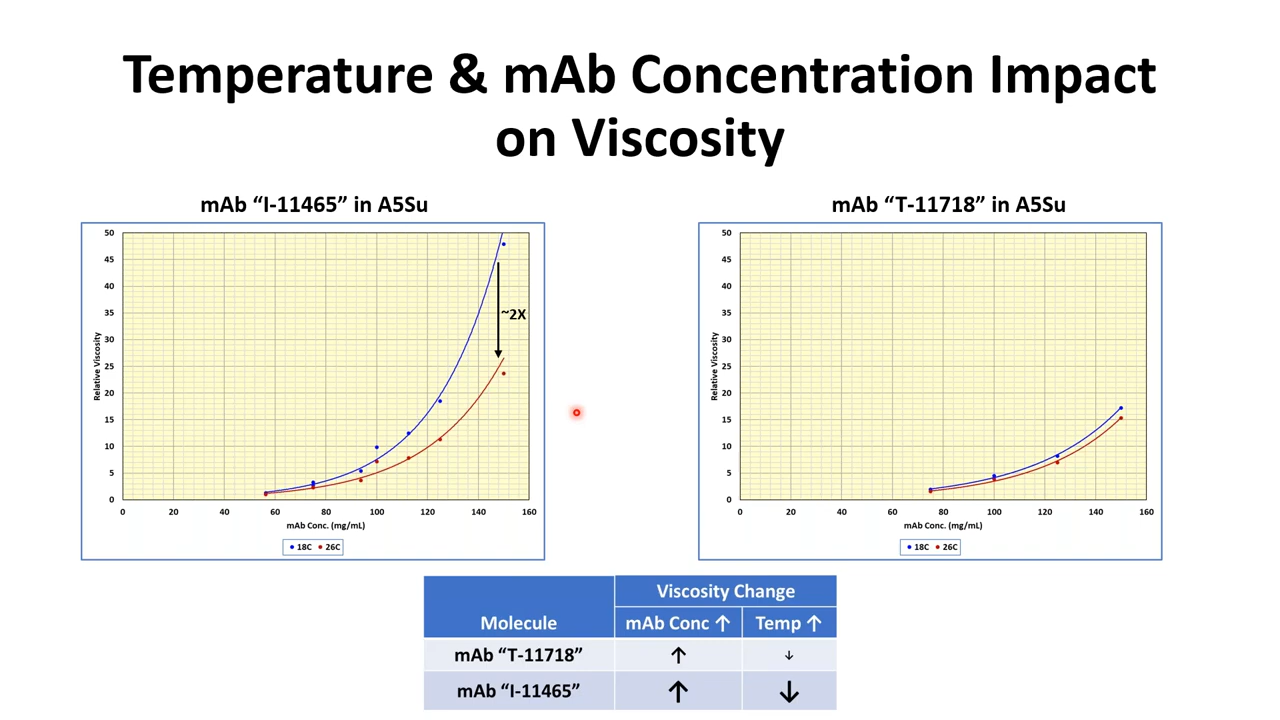 Temperature & mAb Concentration Impact
on Viscosity
mAb “I-11465” in A5Su
50
45
40
35
30
25
20
15
10
5
0
Relative Viscosity
~2X
0 20 40 60 80 100 120 140 160
mAb Conc. (mg/mL)
18C 26C
mAb “T-11718” in A5Su
50
45
40
35
30
25
20
15
10
5
0
Relative Viscosity
0 20 40 60 80 100 120 140 160
mAb Conc. (mg/mL)
18C 26C
Viscosity Change
Molecule mAb Conc ↑ Temp ↑
mAb “T-11718” ↑ ↓
mAb “I-11465” ↑ ↓